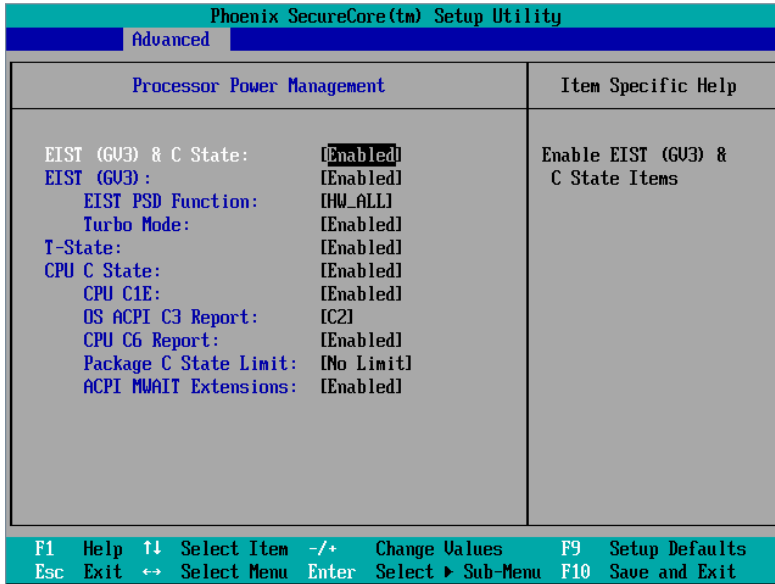 Phoenix SecureCore(tm) Setup Utility
Advanced
Processor Power Management
Item Specific Help
EIST (GV3) & C State: [Enabled]
EIST (GV3): [Enabled]
EIST PSD Function: [HW_ALL]
Turbo Mode: [Enabled]
T-State: [Enabled]
CPU C State: [Enabled]
CPU C1E: [Enabled]
OS ACPI C3 Report: [C2]
CPU C6 Report: [Enabled]
Package C State Limit: [No Limit]
ACPI MWAIT Extensions: [Enabled]
Enable EIST (GV3) &
C State Items
F1 Help ↑↓ Select Item -/+ Change Values F9 Setup Defaults
Esc Exit ↔ Select Menu Enter Select ▶ Sub-Menu F10 Save and Exit